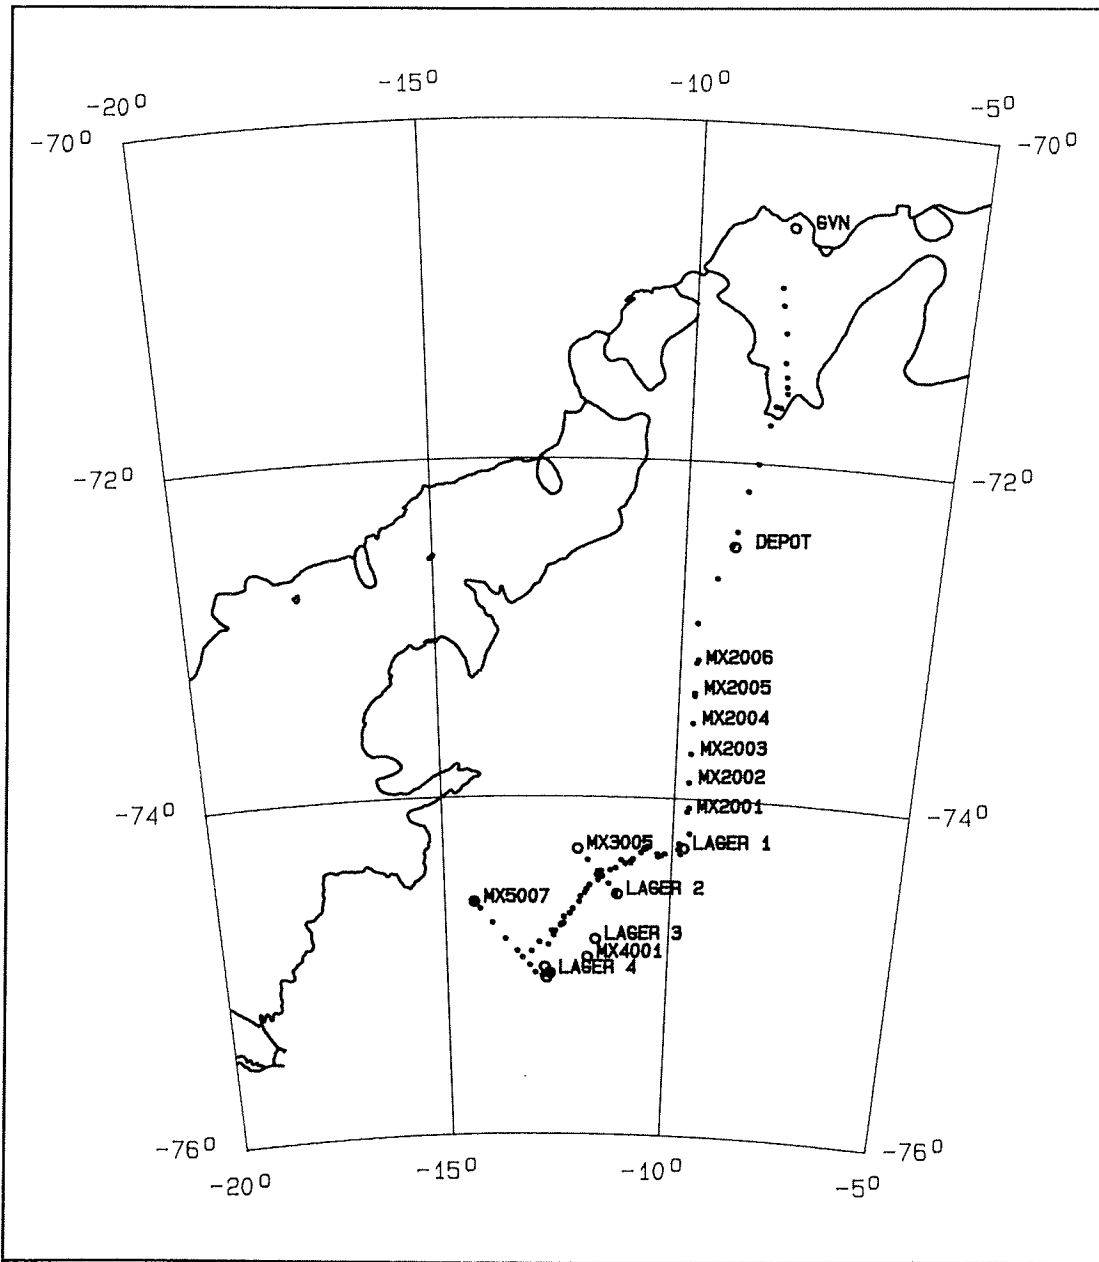 -15⁰
-10⁰
-20⁰
-5⁰
-70⁰
-70⁰
GVN
-72⁰
-72⁰
DEPOT
MX2006
MX2005
MX2004
MX2003
MX2002
MX2001
-74⁰
-74⁰
MX3005
LAGER 1
LAGER 2
MX5007
LAGER 3
MX4001
LAGER 4
-76⁰
-76⁰
-20⁰
-15⁰
-10⁰
-5⁰